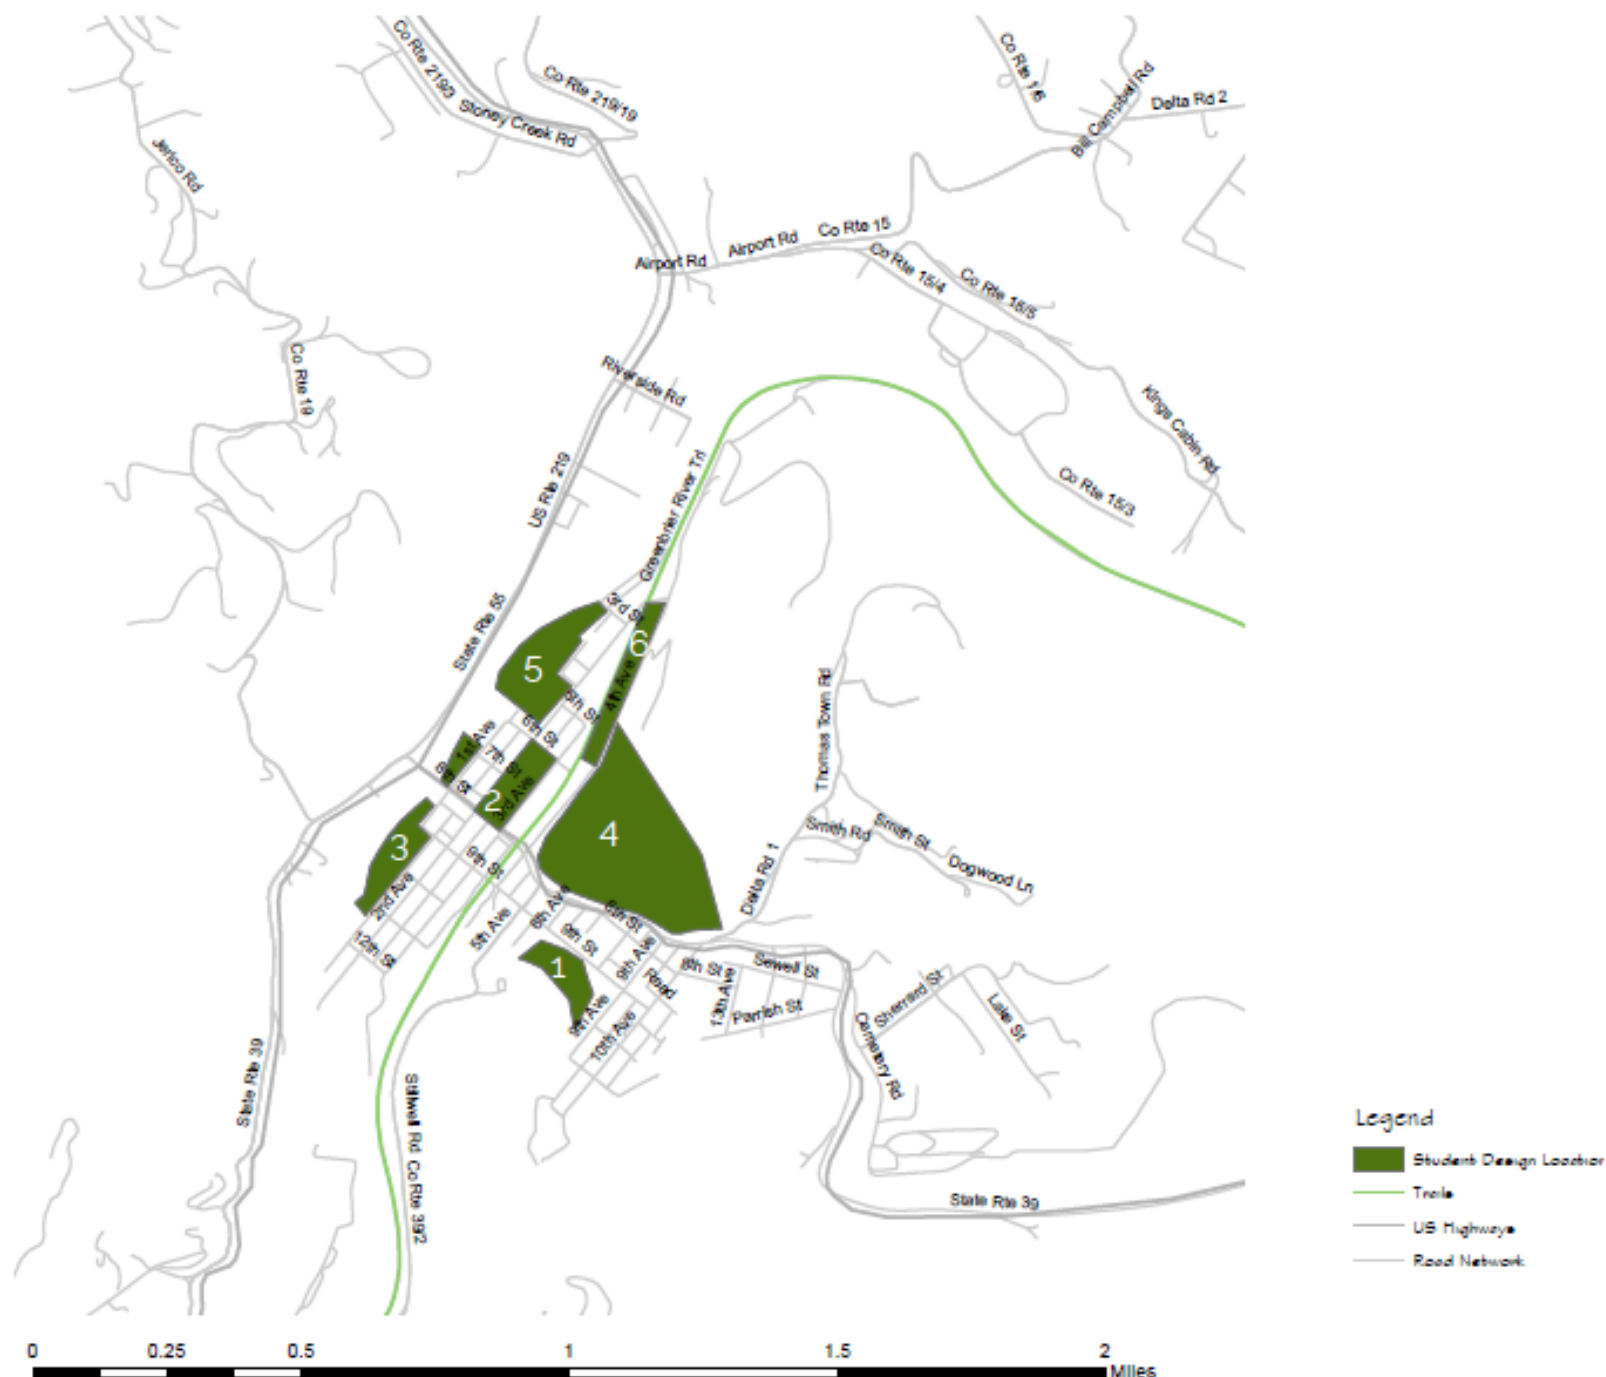 Co Rte 219/3
Stoney Creek Rd
Co Rte 219/19
Co Rte 1/6
Bill Campbell Rd
Delta Rd 2
Jerico Rd
Airport Rd
Airport Rd
Co Rte 15
Co Rte 15/4
Co Rte 15/5
Co Rte 19
Riverside Rd
Kings Cabin Rd
Co Rte 15/3
US Rte 219
Greenbrier River Trl
State Rte 55
3rd St
6
5
4th Ave
5th St
6th St
1st Ave
7th St
8th St
2
3rd Ave
Thomas Town Rd
4
3
Smith Rd
Smith St
Dogwood Ln
9th St
2nd Ave
Delta Rd 1
12th St
5th Ave
6th Ave
8th St
9th St
9th Ave
1
Road
8th St
13th Ave
Sewell St
Parrish St
9th Ave
10th Ave
Sherrard St
Lake St
Cemetery Rd
State Rte 39
Stillwell Rd
Co Rte 39/2
State Rte 39
Legend
Student Design Location
Trails
US Highways
Road Network
0 0.25 0.5 1 1.5 2
Miles